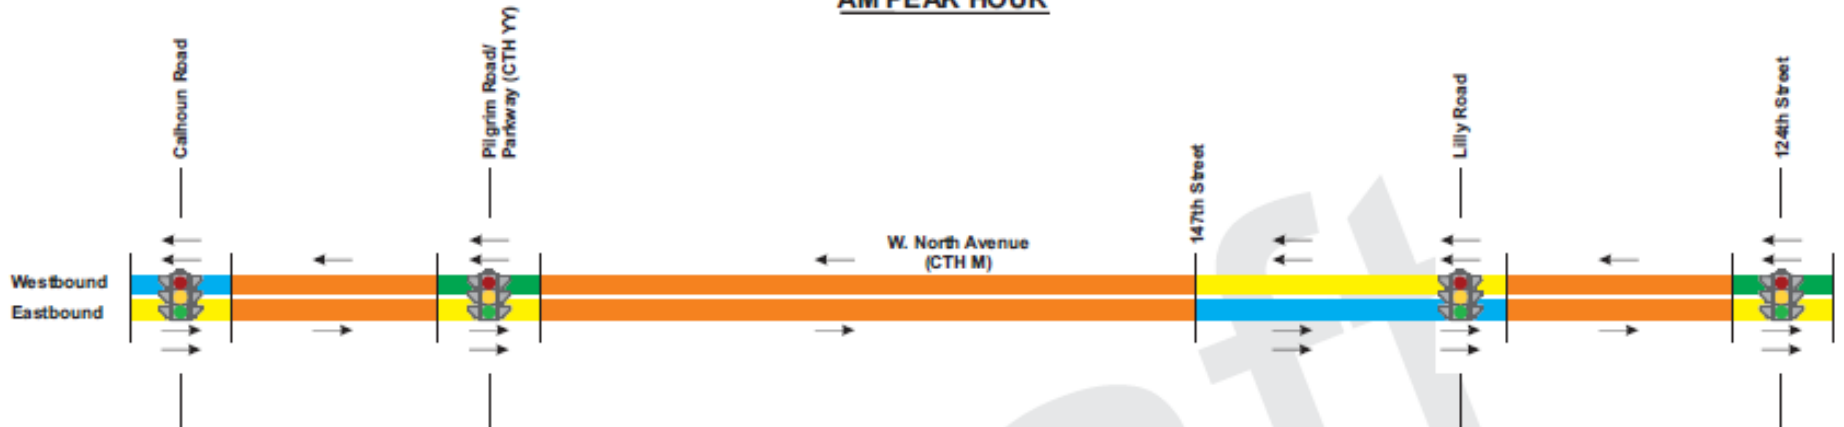 AM PEAK HOUR
Calhoun Road
Pilgrim Road/
Parkway (CTH YY)
147th Street
Lilly Road
124th Street
W. North Avenue
(CTH M)
Westbound
Eastbound